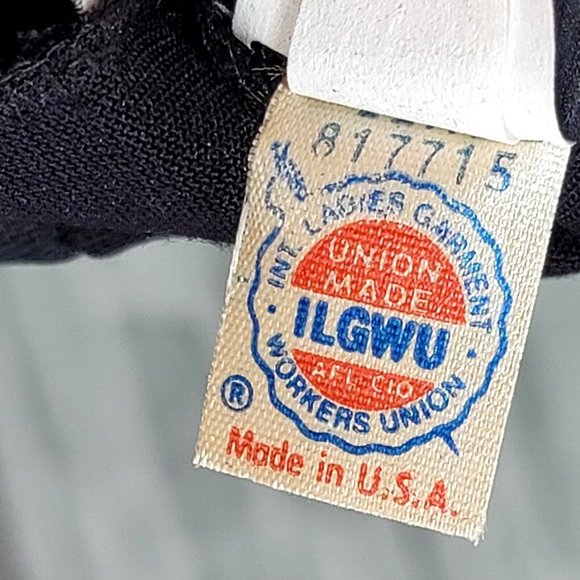 817715
INT. LADIES GARMENT
UNION
MADE
ILGWU
AFL-CIO
WORKERS UNION
®
Made in U.S.A.